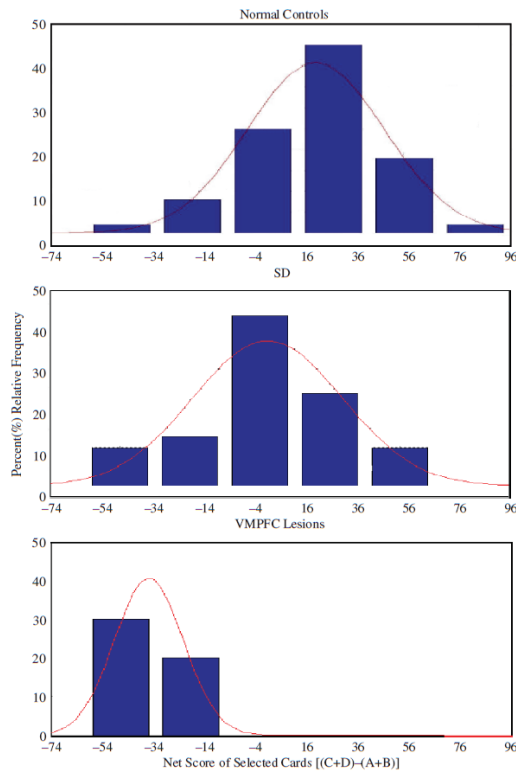 Normal Controls
50
40
30
20
10
0
–74 –54 –34 –14 –4 16 36 56 76 96
SD
Percent(%) Relative Frequency
50
40
30
20
10
0
–74 –54 –34 –14 –4 16 36 56 76 96
VMPFC Lesions
50
40
30
20
10
0
–74 –54 –34 –14 –4 16 36 56 76 96
Net Score of Selected Cards [(C+D)–(A+B)]